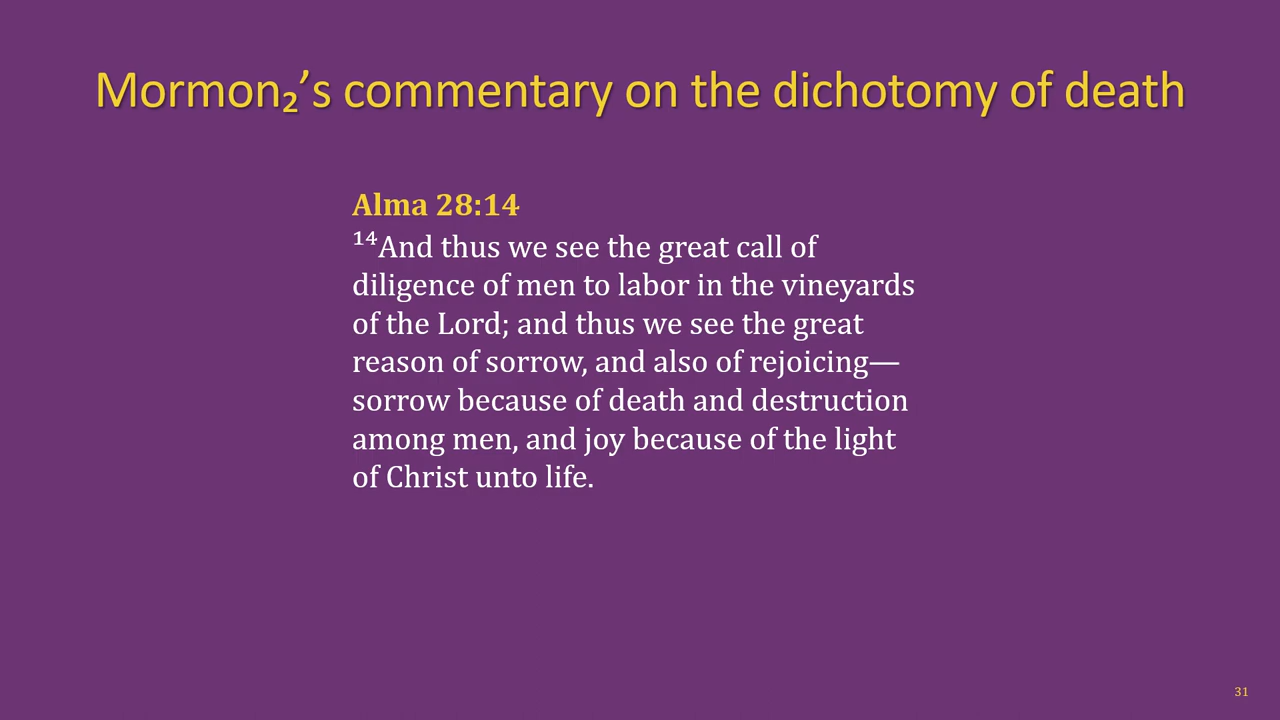 Mormon₂’s commentary on the dichotomy of death
Alma 28:14
¹⁴And thus we see the great call of
diligence of men to labor in the vineyards
of the Lord; and thus we see the great
reason of sorrow, and also of rejoicing—
sorrow because of death and destruction
among men, and joy because of the light
of Christ unto life.
31